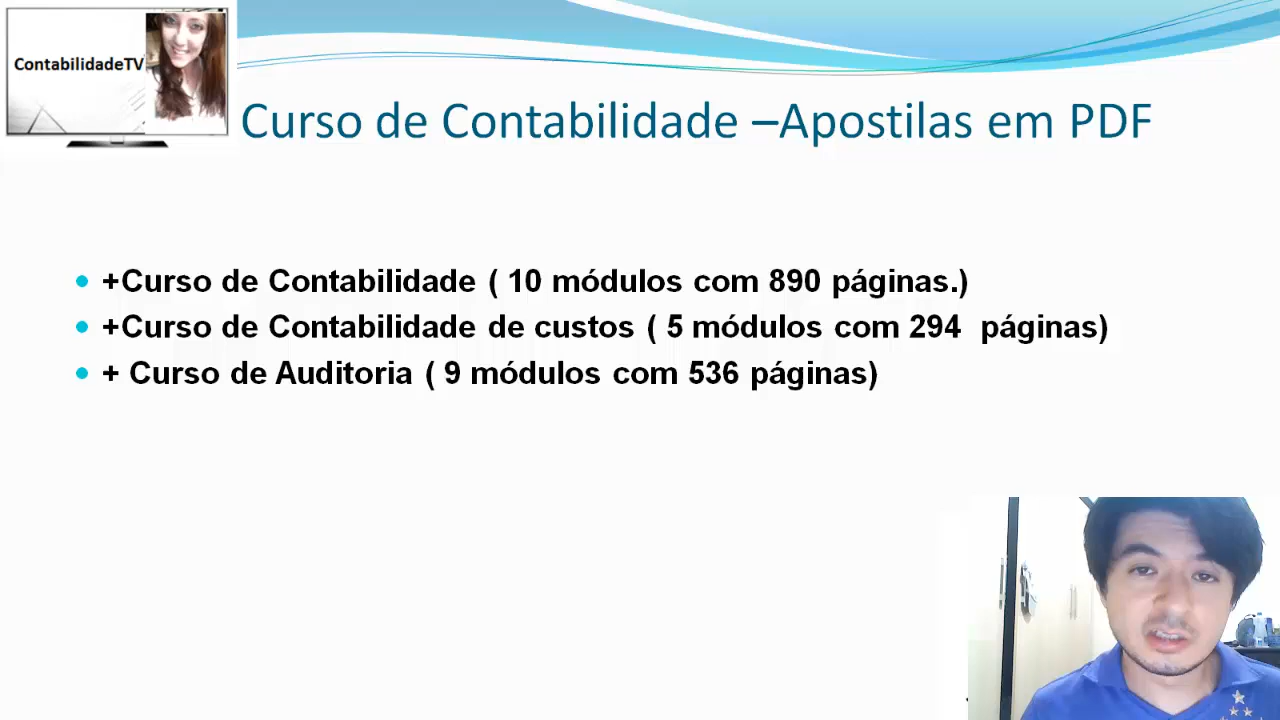 ContabilidadeTV
Curso de Contabilidade –Apostilas em PDF
+Curso de Contabilidade ( 10 módulos com 890 páginas.)
+Curso de Contabilidade de custos ( 5 módulos com 294 páginas)
+ Curso de Auditoria ( 9 módulos com 536 páginas)